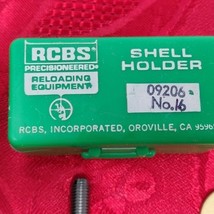 RCBS
PRECISIONEERED
RELOADING
EQUIPMENT
SHELL
HOLDER
09206
No.16
RCBS, INCORPORATED, OROVILLE, CA